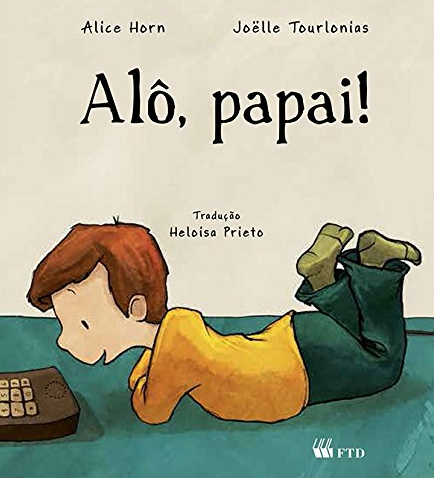 Alice Horn Joëlle Tourlonias
Alô, papai!
Tradução
Heloisa Prieto
FTD